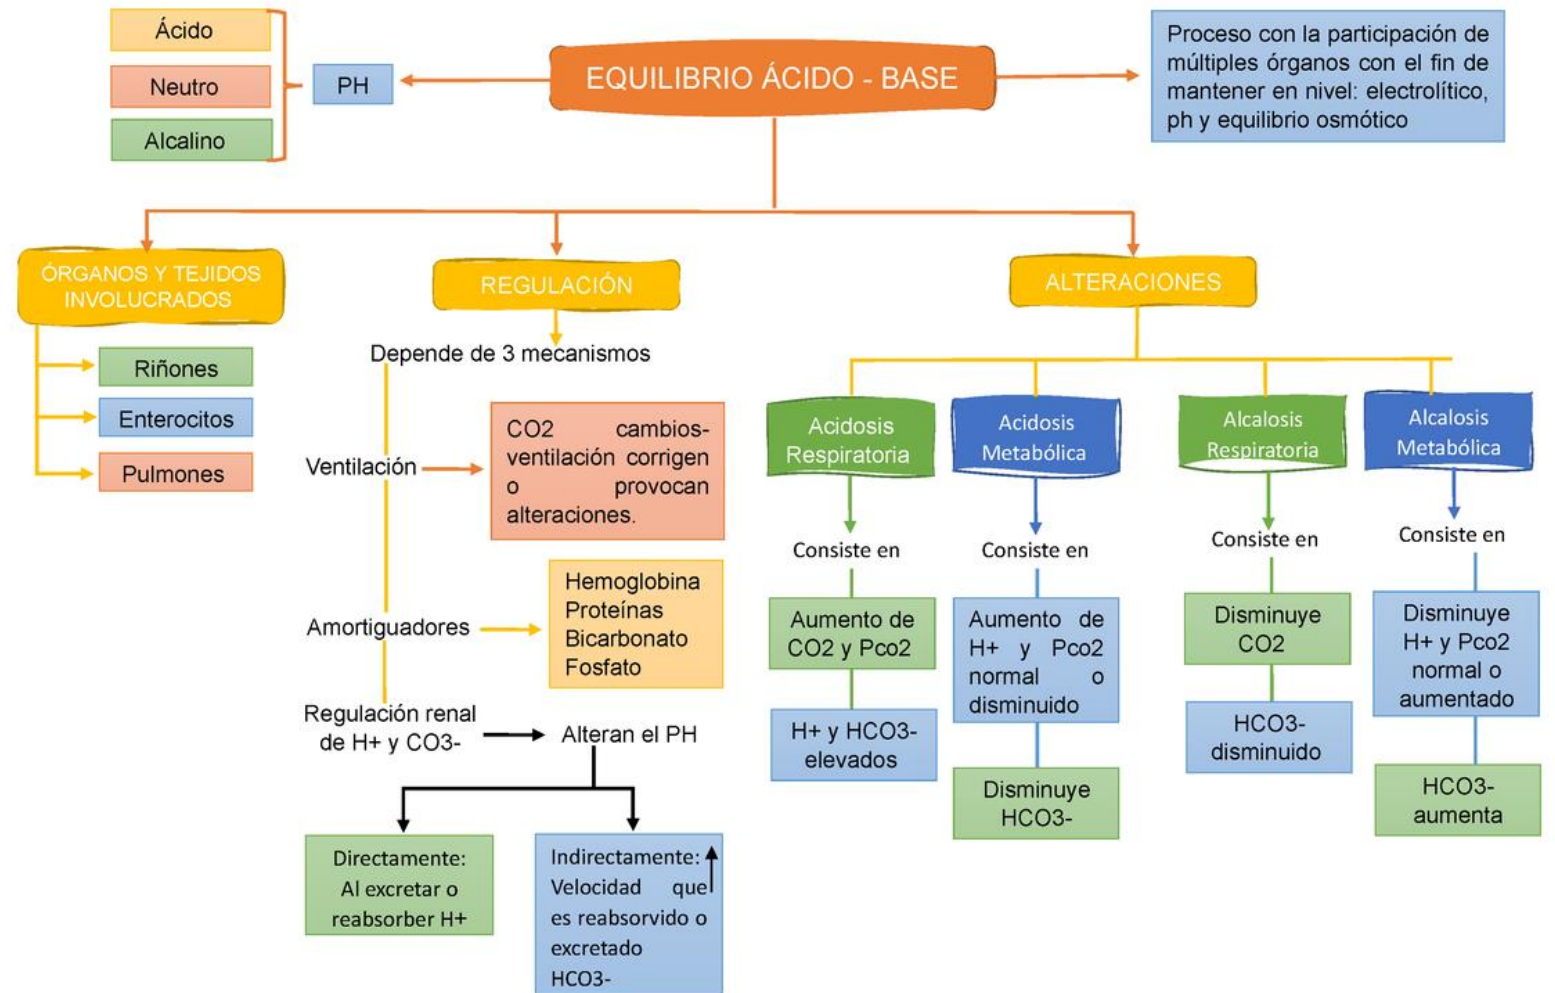 EQUILIBRIO ÁCIDO - BASE
PH
Ácido
Neutro
Alcalino
Proceso con la participación de
múltiples órganos con el fin de
mantener en nivel: electrolítico,
ph y equilibrio osmótico
ÓRGANOS Y TEJIDOS
INVOLUCRADOS
Riñones
Enterocitos
Pulmones
REGULACIÓN
Depende de 3 mecanismos
Ventilación
CO2 cambios-
ventilación corrigen
o provocan
alteraciones.
Amortiguadores
Hemoglobina
Proteínas
Bicarbonato
Fosfato
Regulación renal
de H+ y CO3-
Alteran el PH
Directamente:
Al excretar o
reabsorber H+
Indirectamente:
Velocidad que
es reabsorvido o
excretado
HCO3-
ALTERACIONES
Acidosis
Respiratoria
Consiste en
Aumento de
CO2 y Pco2
H+ y HCO3-
elevados
Acidosis
Metabólica
Consiste en
Aumento de
H+ y Pco2
normal o
disminuido
Disminuye
HCO3-
Alcalosis
Respiratoria
Consiste en
Disminuye
CO2
HCO3-
disminuido
Alcalosis
Metabólica
Consiste en
Disminuye
H+ y Pco2
normal o
aumentado
HCO3-
aumenta